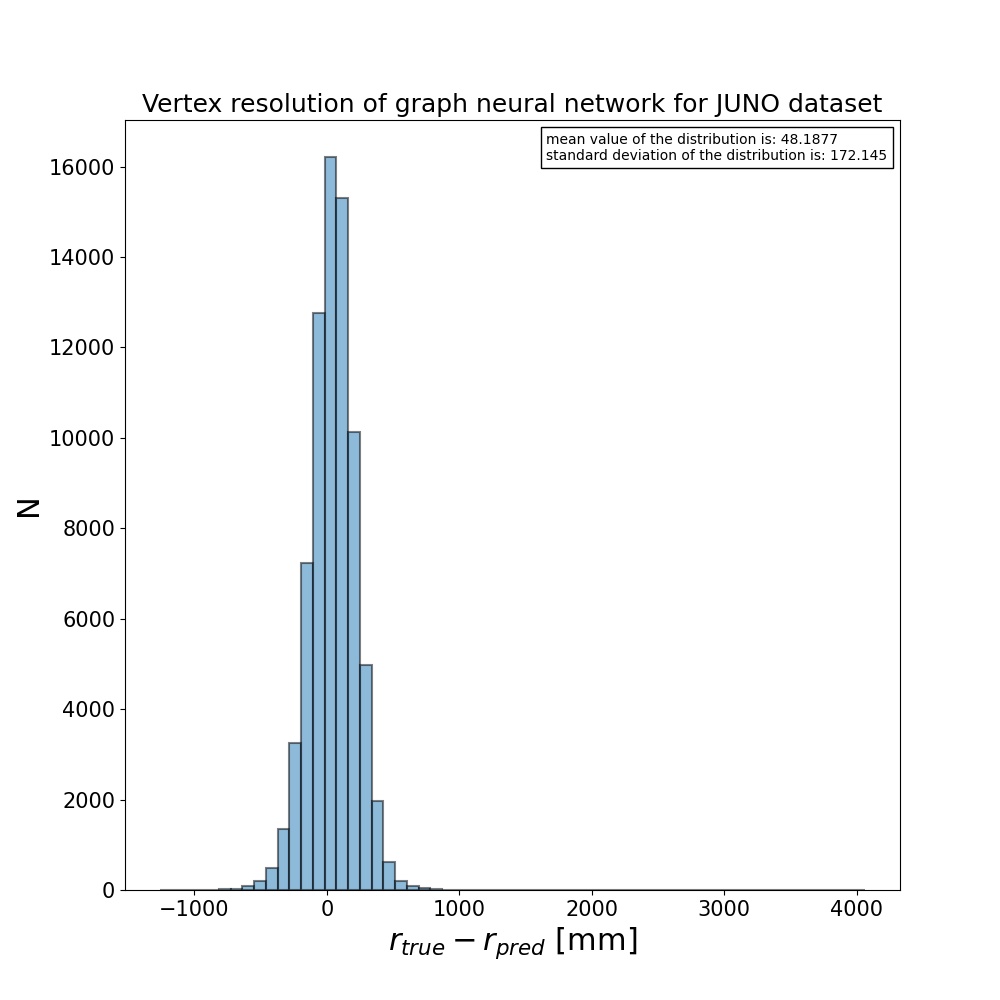 Vertex resolution of graph neural network for JUNO dataset
mean value of the distribution is: 48.1877
standard deviation of the distribution is: 172.145
16000
14000
12000
10000
8000
6000
4000
2000
0
N
−1000 0 1000 2000 3000 4000
r_true − r_pred [mm]